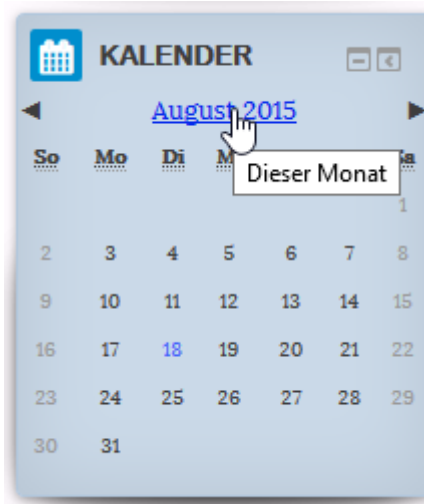 KALENDER
August 2015
So Mo Di M a
Dieser Monat
1
2 3 4 5 6 7 8
9 10 11 12 13 14 15
16 17 18 19 20 21 22
23 24 25 26 27 28 29
30 31